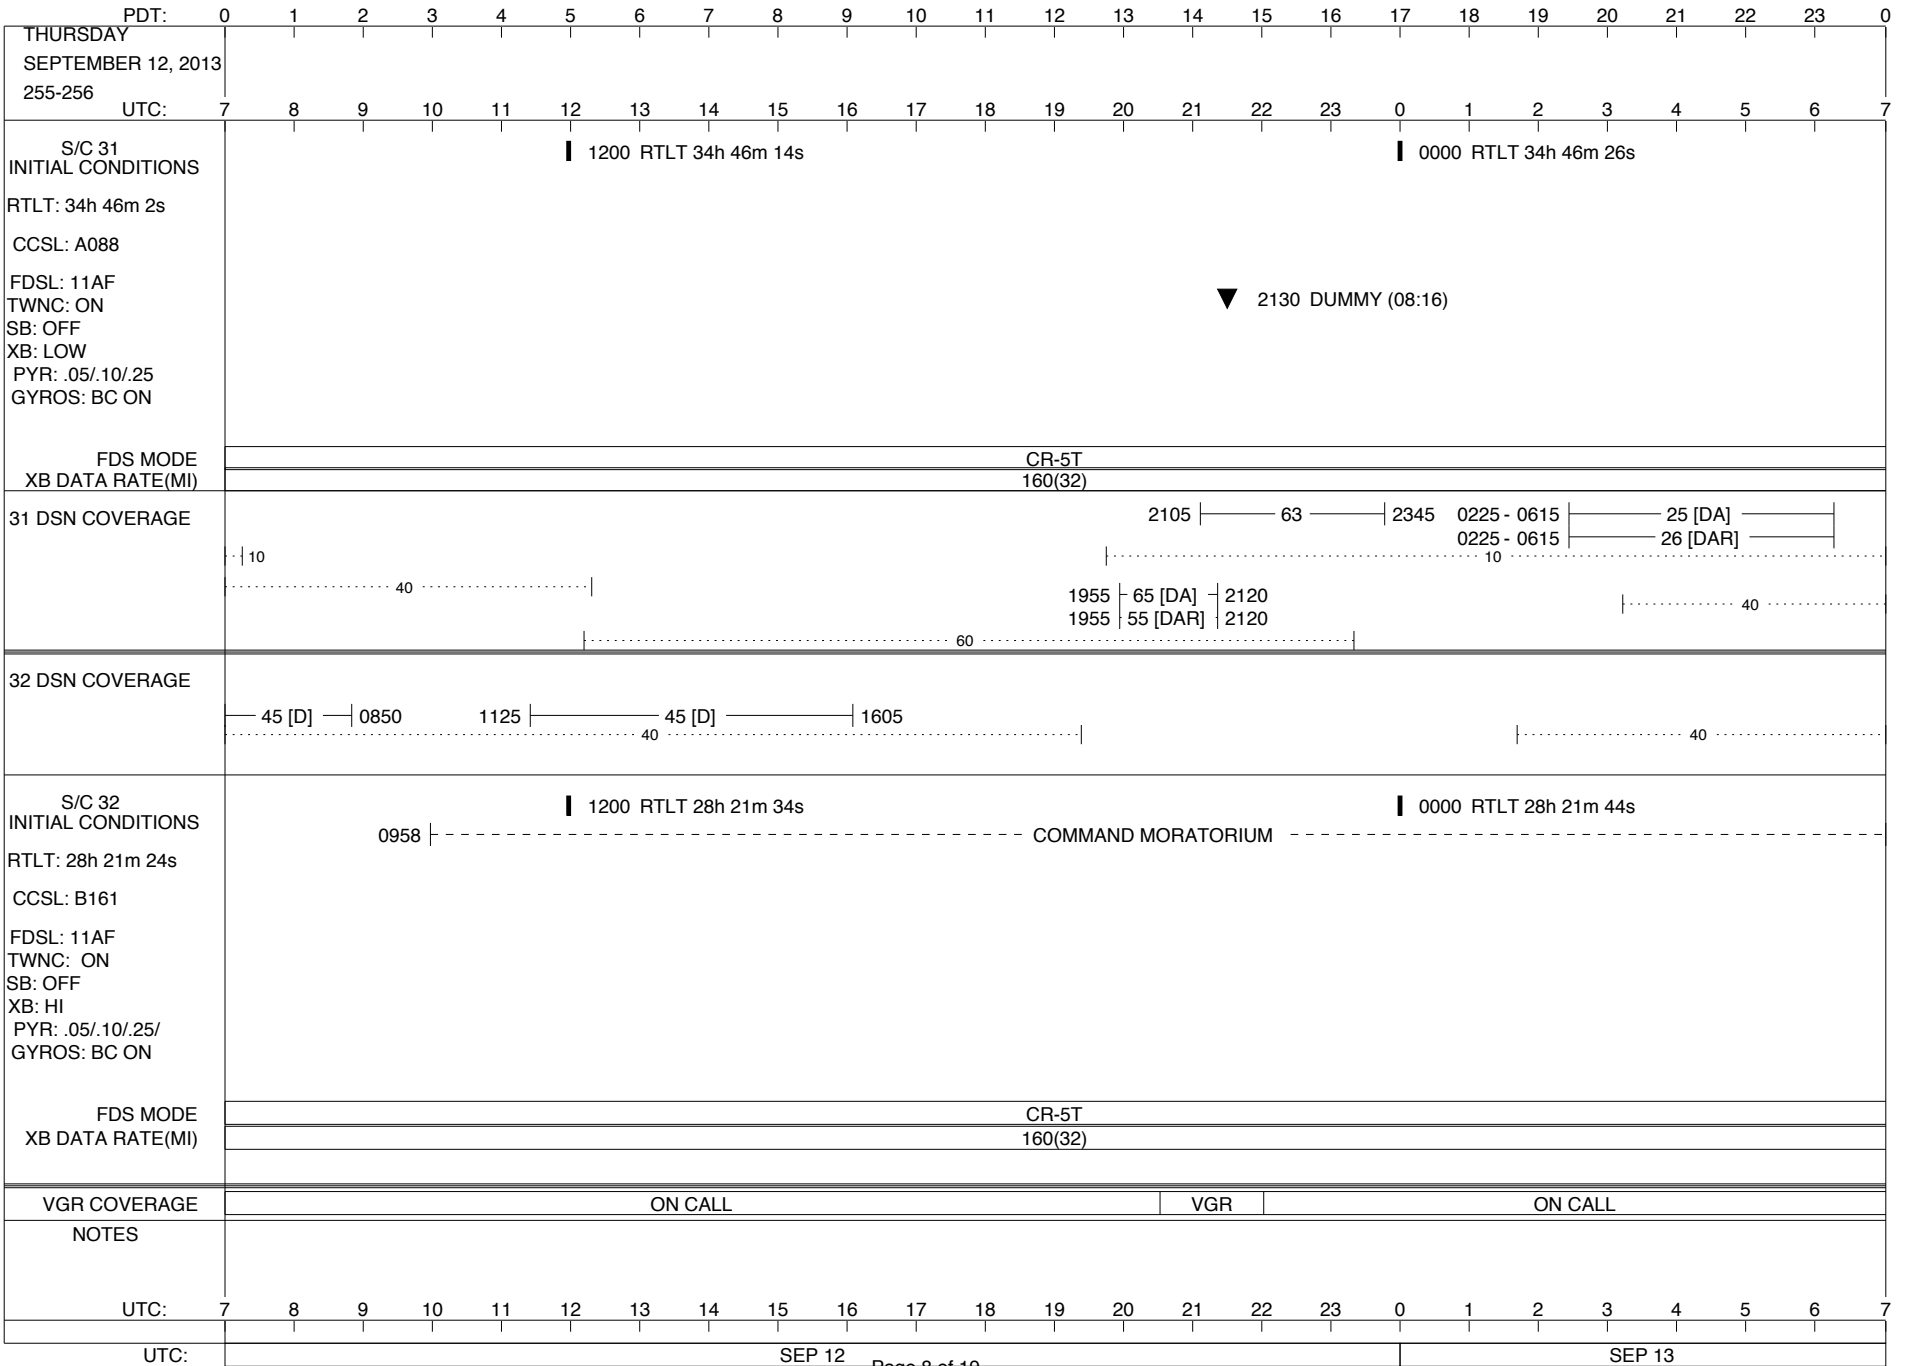 PDT: 0 1 2 3 4 5 6 7 8 9 10 11 12 13 14 15 16 17 18 19 20 21 22 23 0
THURSDAY
SEPTEMBER 12, 2013
255-256
UTC: 7 8 9 10 11 12 13 14 15 16 17 18 19 20 21 22 23 0 1 2 3 4 5 6 7
S/C 31
INITIAL CONDITIONS
1200 RTLT 34h 46m 14s
0000 RTLT 34h 46m 26s
RTLT: 34h 46m 2s
CCSL: A088
FDSL: 11AF
TWNC: ON
SB: OFF
XB: LOW
PYR: .05/.10/.25
GYROS: BC ON
2130 DUMMY (08:16)
FDS MODE CR-5T
XB DATA RATE(MI) 160(32)
31 DSN COVERAGE
2105 63 2345 0225 - 0615 25 [DA]
0225 - 0615 26 [DAR]
10 10
40
1955 65 [DA] 2120
40
1955 55 [DAR] 2120
60
32 DSN COVERAGE
45 [D] 0850 1125 45 [D] 1605
40 40
S/C 32
INITIAL CONDITIONS
1200 RTLT 28h 21m 34s
0000 RTLT 28h 21m 44s
0958 COMMAND MORATORIUM
RTLT: 28h 21m 24s
CCSL: B161
FDSL: 11AF
TWNC: ON
SB: OFF
XB: HI
PYR: .05/.10/.25/
GYROS: BC ON
FDS MODE CR-5T
XB DATA RATE(MI) 160(32)
VGR COVERAGE ON CALL VGR ON CALL
NOTES
UTC: 7 8 9 10 11 12 13 14 15 16 17 18 19 20 21 22 23 0 1 2 3 4 5 6 7
UTC: SEP 12 SEP 13
Page 8 of 10